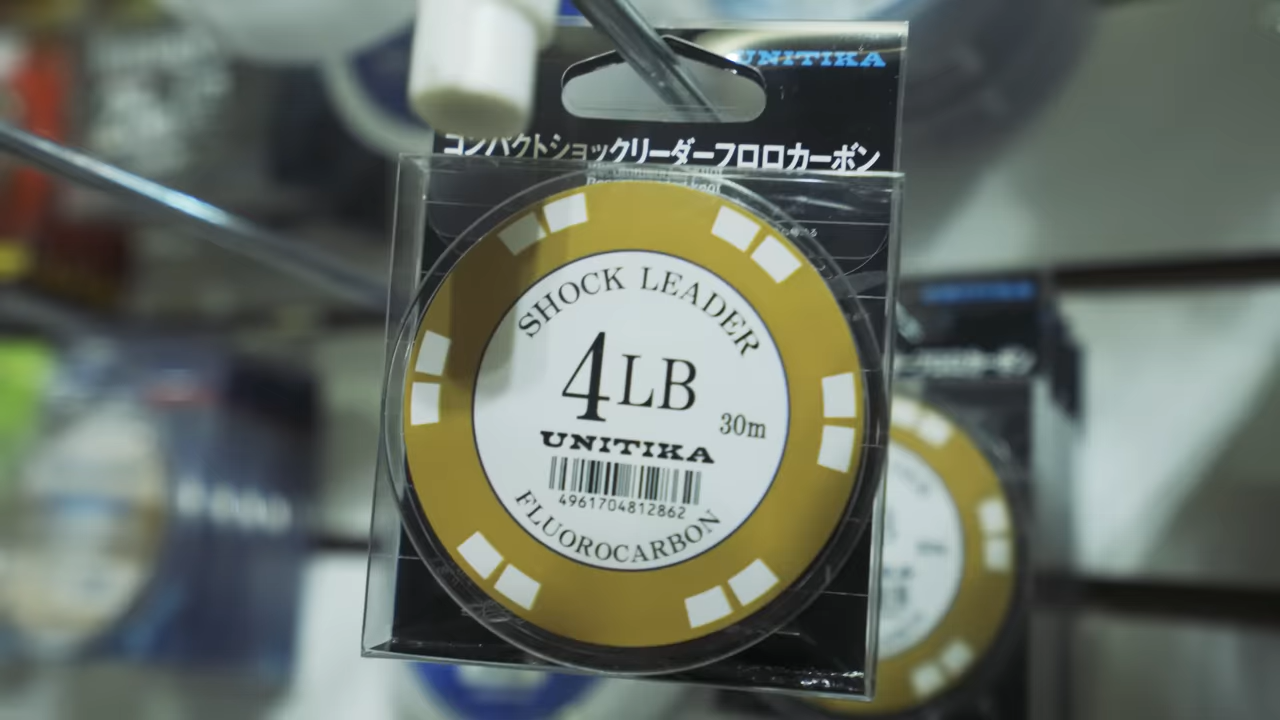 UNITIKA
コンパクトショックリーダーフロロカーボン
SHOCK LEADER
4LB
30m
UNITIKA
4961704812862
FLUOROCARBON